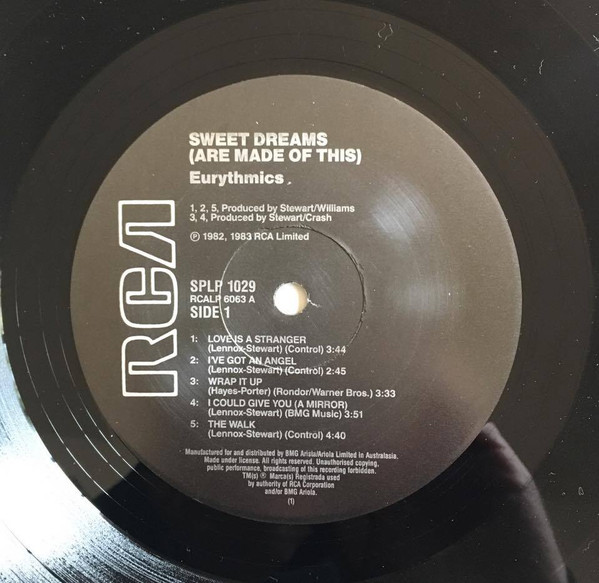 SWEET DREAMS
(ARE MADE OF THIS)
Eurythmics
1, 2, 5, Produced by Stewart/Williams
3, 4, Produced by Stewart/Crash
℗ 1982, 1983 RCA Limited
RCA
SPLP 1029
RCALP 6063 A
SIDE 1
1: LOVE IS A STRANGER
(Lennox-Stewart) (Control) 3:44
2: I'VE GOT AN ANGEL
(Lennox-Stewart) (Control) 2:45
3: WRAP IT UP
(Hayes-Porter) (Rondor/Warner Bros.) 3:33
4: I COULD GIVE YOU (A MIRROR)
(Lennox-Stewart) (BMG Music) 3:51
5: THE WALK
(Lennox-Stewart) (Control) 4:40
Manufactured for and distributed by BMG Ariola/Ariola Limited in Australasia.
Made under license. All rights reserved. Unauthorised copying,
public performance, broadcasting of this recording forbidden.
TM(s) ® Marca(s) Registrada used
by authority of RCA Corporation
and/or BMG Ariola.
(1)